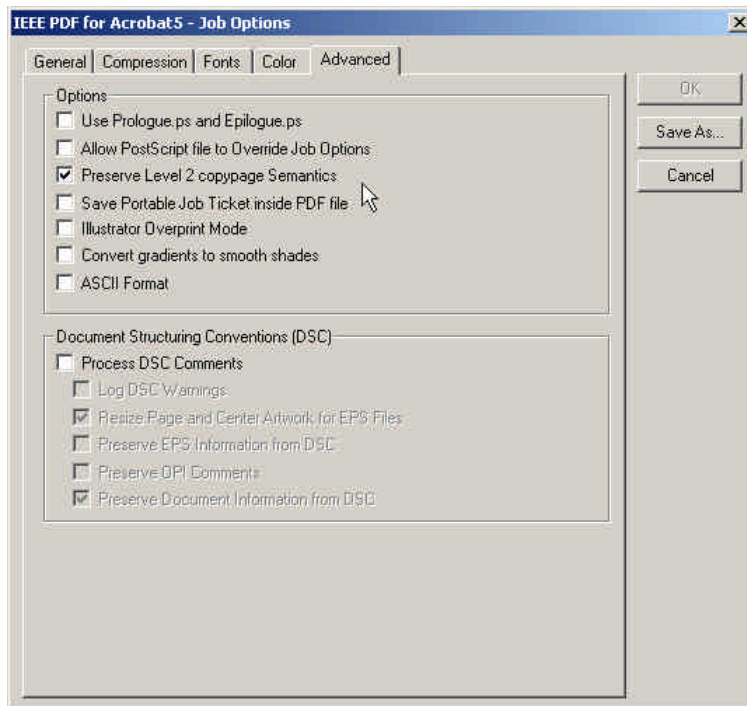 IEEE PDF for Acrobat5 - Job Options
General Compression Fonts Color Advanced
Options
Use Prologue.ps and Epilogue.ps
Allow PostScript file to Override Job Options
Preserve Level 2 copypage Semantics
Save Portable Job Ticket inside PDF file
Illustrator Overprint Mode
Convert gradients to smooth shades
ASCII Format
Document Structuring Conventions (DSC)
Process DSC Comments
Log DSC Warnings
Resize Page and Center Artwork for EPS Files
Preserve EPS Information from DSC
Preserve OPI Comments
Preserve Document Information from DSC
OK
Save As...
Cancel